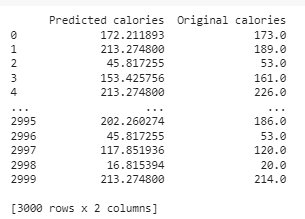 Predicted calories Original calories
0 172.211893 173.0
1 213.274800 189.0
2 45.817255 53.0
3 153.425756 161.0
4 213.274800 226.0
... ... ...
2995 202.260274 186.0
2996 45.817255 53.0
2997 117.851936 120.0
2998 16.815394 20.0
2999 213.274800 214.0
[3000 rows x 2 columns]